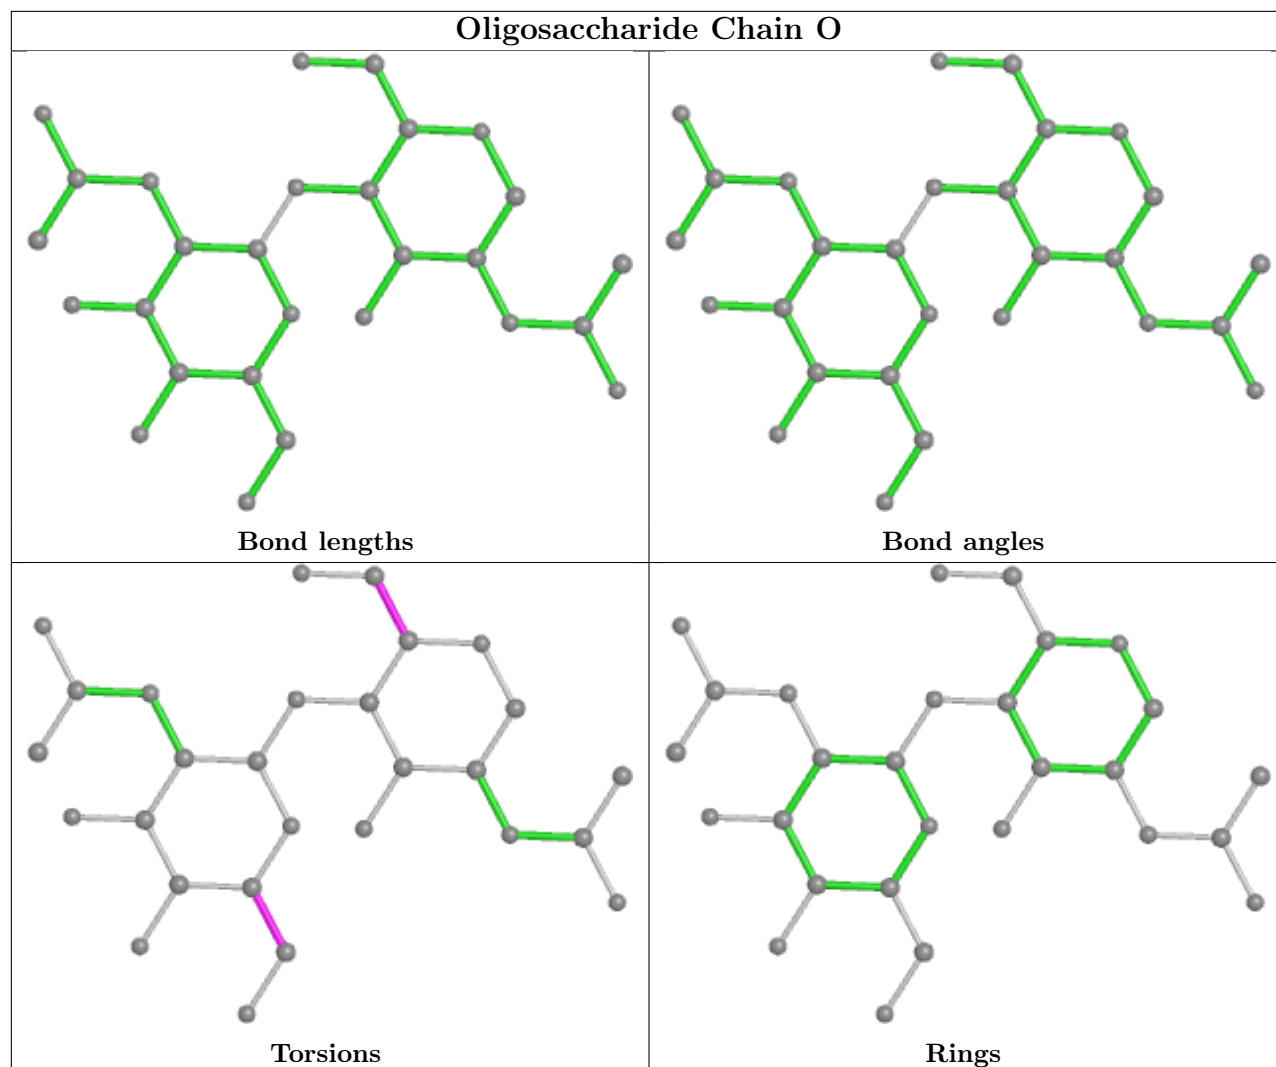 Oligosaccharide Chain O
Bond lengths
Bond angles
Torsions
Rings